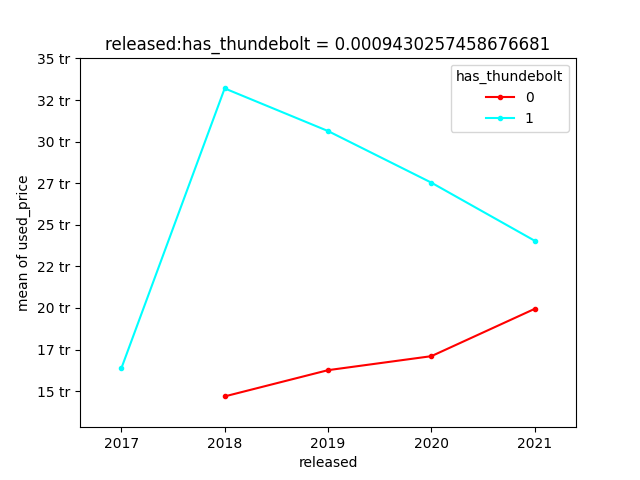 released:has_thundebolt = 0.0009430257458676681
35 tr
32 tr
30 tr
27 tr
25 tr
22 tr
20 tr
17 tr
15 tr
mean of used_price
has_thundebolt
0
1
2017 2018 2019 2020 2021
released